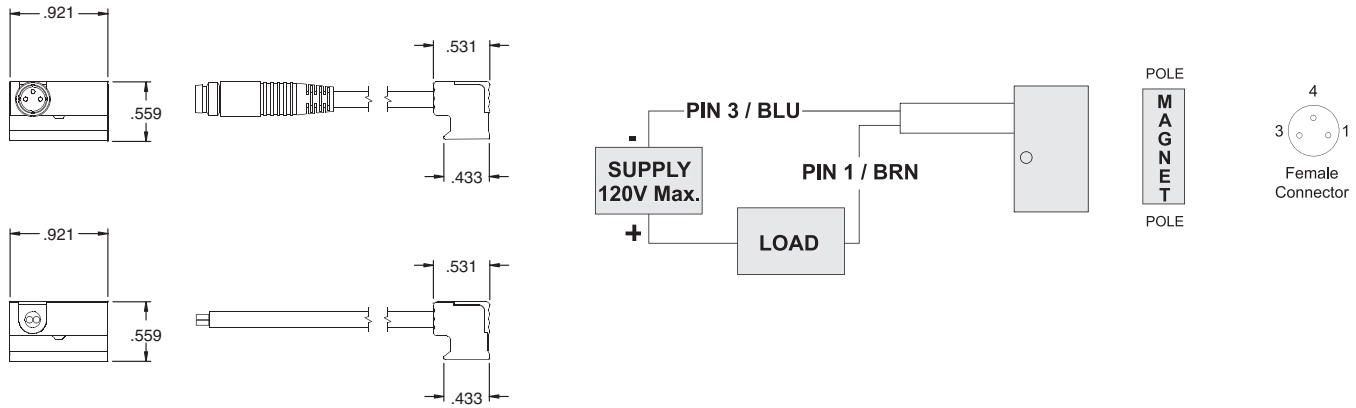 .921
.559
.531
.433
.921
.559
.531
.433
PIN 3 / BLU
-
SUPPLY
120V Max.
+
PIN 1 / BRN
LOAD
POLE
MAGNET
POLE
4
3
1
Female
Connector